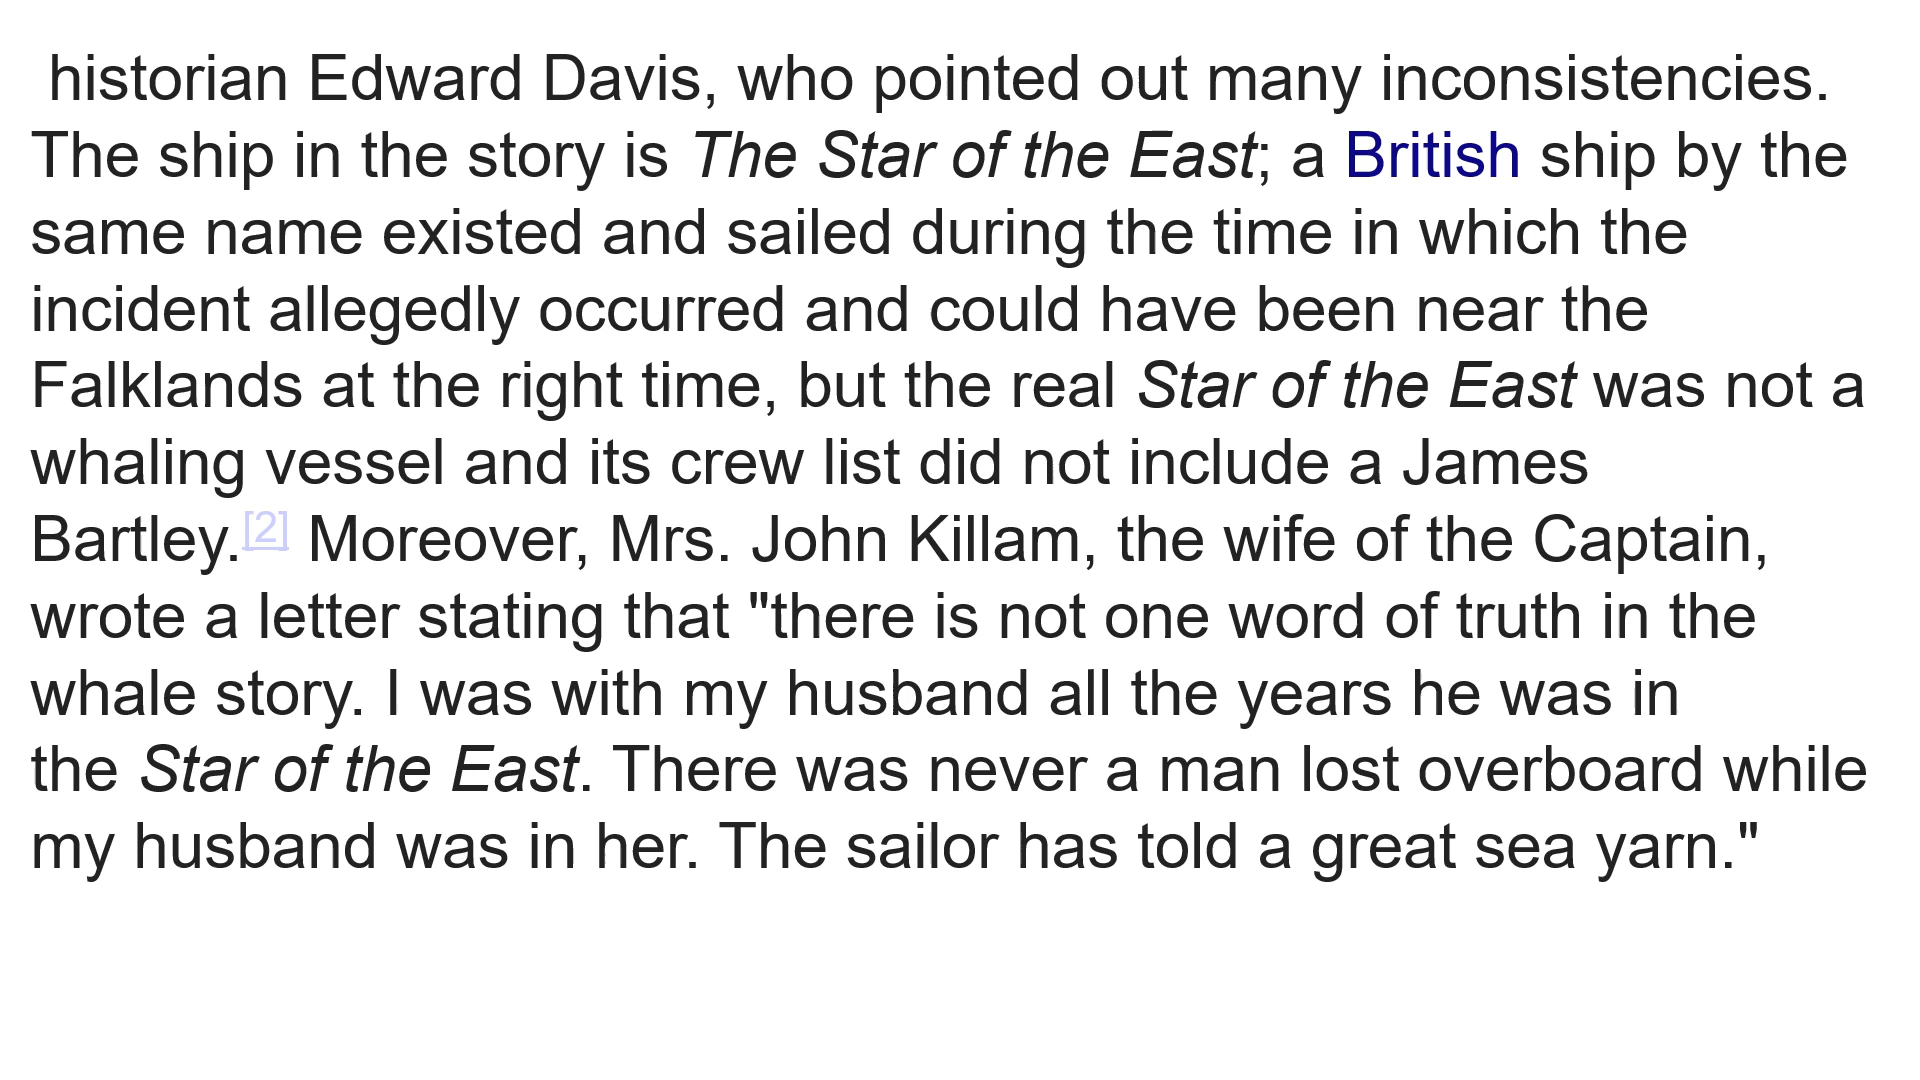 historian Edward Davis, who pointed out many inconsistencies.
The ship in the story is The Star of the East; a British ship by the
same name existed and sailed during the time in which the
incident allegedly occurred and could have been near the
Falklands at the right time, but the real Star of the East was not a
whaling vessel and its crew list did not include a James
Bartley.[2] Moreover, Mrs. John Killam, the wife of the Captain,
wrote a letter stating that "there is not one word of truth in the
whale story. I was with my husband all the years he was in
the Star of the East. There was never a man lost overboard while
my husband was in her. The sailor has told a great sea yarn."